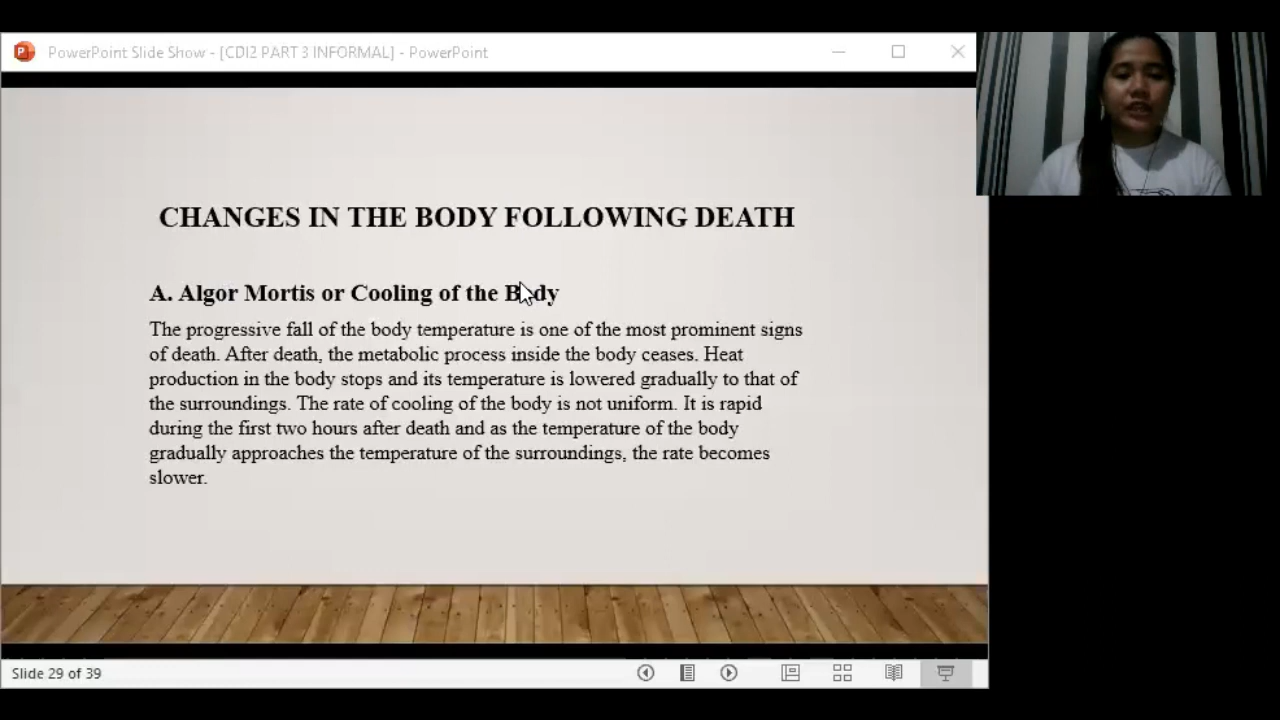 PowerPoint Slide Show - [CDI2 PART 3 INFORMAL] - PowerPoint
CHANGES IN THE BODY FOLLOWING DEATH
A. Algor Mortis or Cooling of the Body
The progressive fall of the body temperature is one of the most prominent signs
of death. After death, the metabolic process inside the body ceases. Heat
production in the body stops and its temperature is lowered gradually to that of
the surroundings. The rate of cooling of the body is not uniform. It is rapid
during the first two hours after death and as the temperature of the body
gradually approaches the temperature of the surroundings, the rate becomes
slower.
Slide 29 of 39